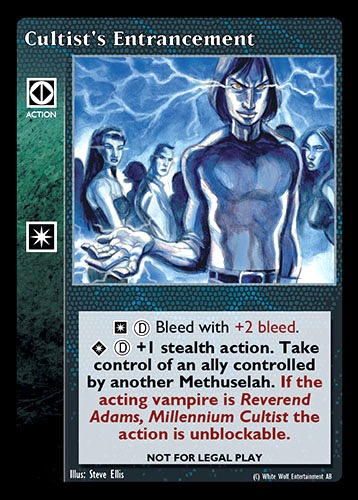 Cultist's Entrancement
ACTION
D Bleed with +2 bleed.
D +1 stealth action. Take
control of an ally controlled
by another Methuselah. If the
acting vampire is Reverend
Adams, Millennium Cultist the
action is unblockable.
NOT FOR LEGAL PLAY
Illus: Steve Ellis
(C) White Wolf Entertainment AB